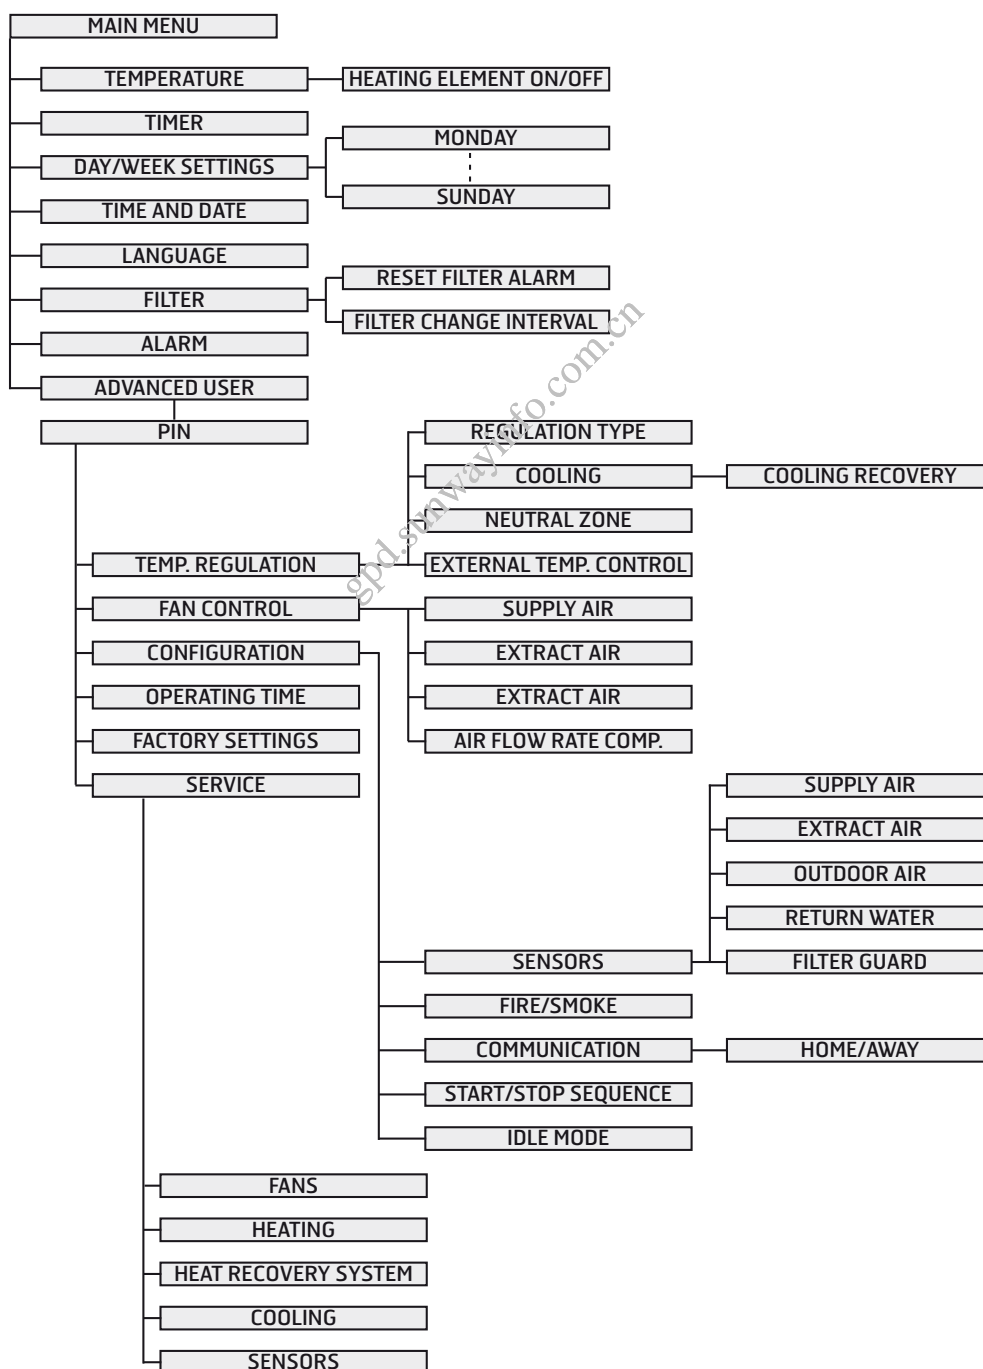 MAIN MENU
TEMPERATURE
HEATING ELEMENT ON/OFF
TIMER
MONDAY
DAY/WEEK SETTINGS
SUNDAY
TIME AND DATE
LANGUAGE
RESET FILTER ALARM
FILTER
FILTER CHANGE INTERVAL
ALARM
ADVANCED USER
PIN
REGULATION TYPE
COOLING
COOLING RECOVERY
NEUTRAL ZONE
TEMP. REGULATION
EXTERNAL TEMP. CONTROL
FAN CONTROL
SUPPLY AIR
CONFIGURATION
EXTRACT AIR
OPERATING TIME
EXTRACT AIR
FACTORY SETTINGS
AIR FLOW RATE COMP.
SERVICE
SUPPLY AIR
EXTRACT AIR
OUTDOOR AIR
RETURN WATER
SENSORS
FILTER GUARD
FIRE/SMOKE
COMMUNICATION
HOME/AWAY
START/STOP SEQUENCE
IDLE MODE
FANS
HEATING
HEAT RECOVERY SYSTEM
COOLING
SENSORS
gpd.sunwayinfo.com.cn